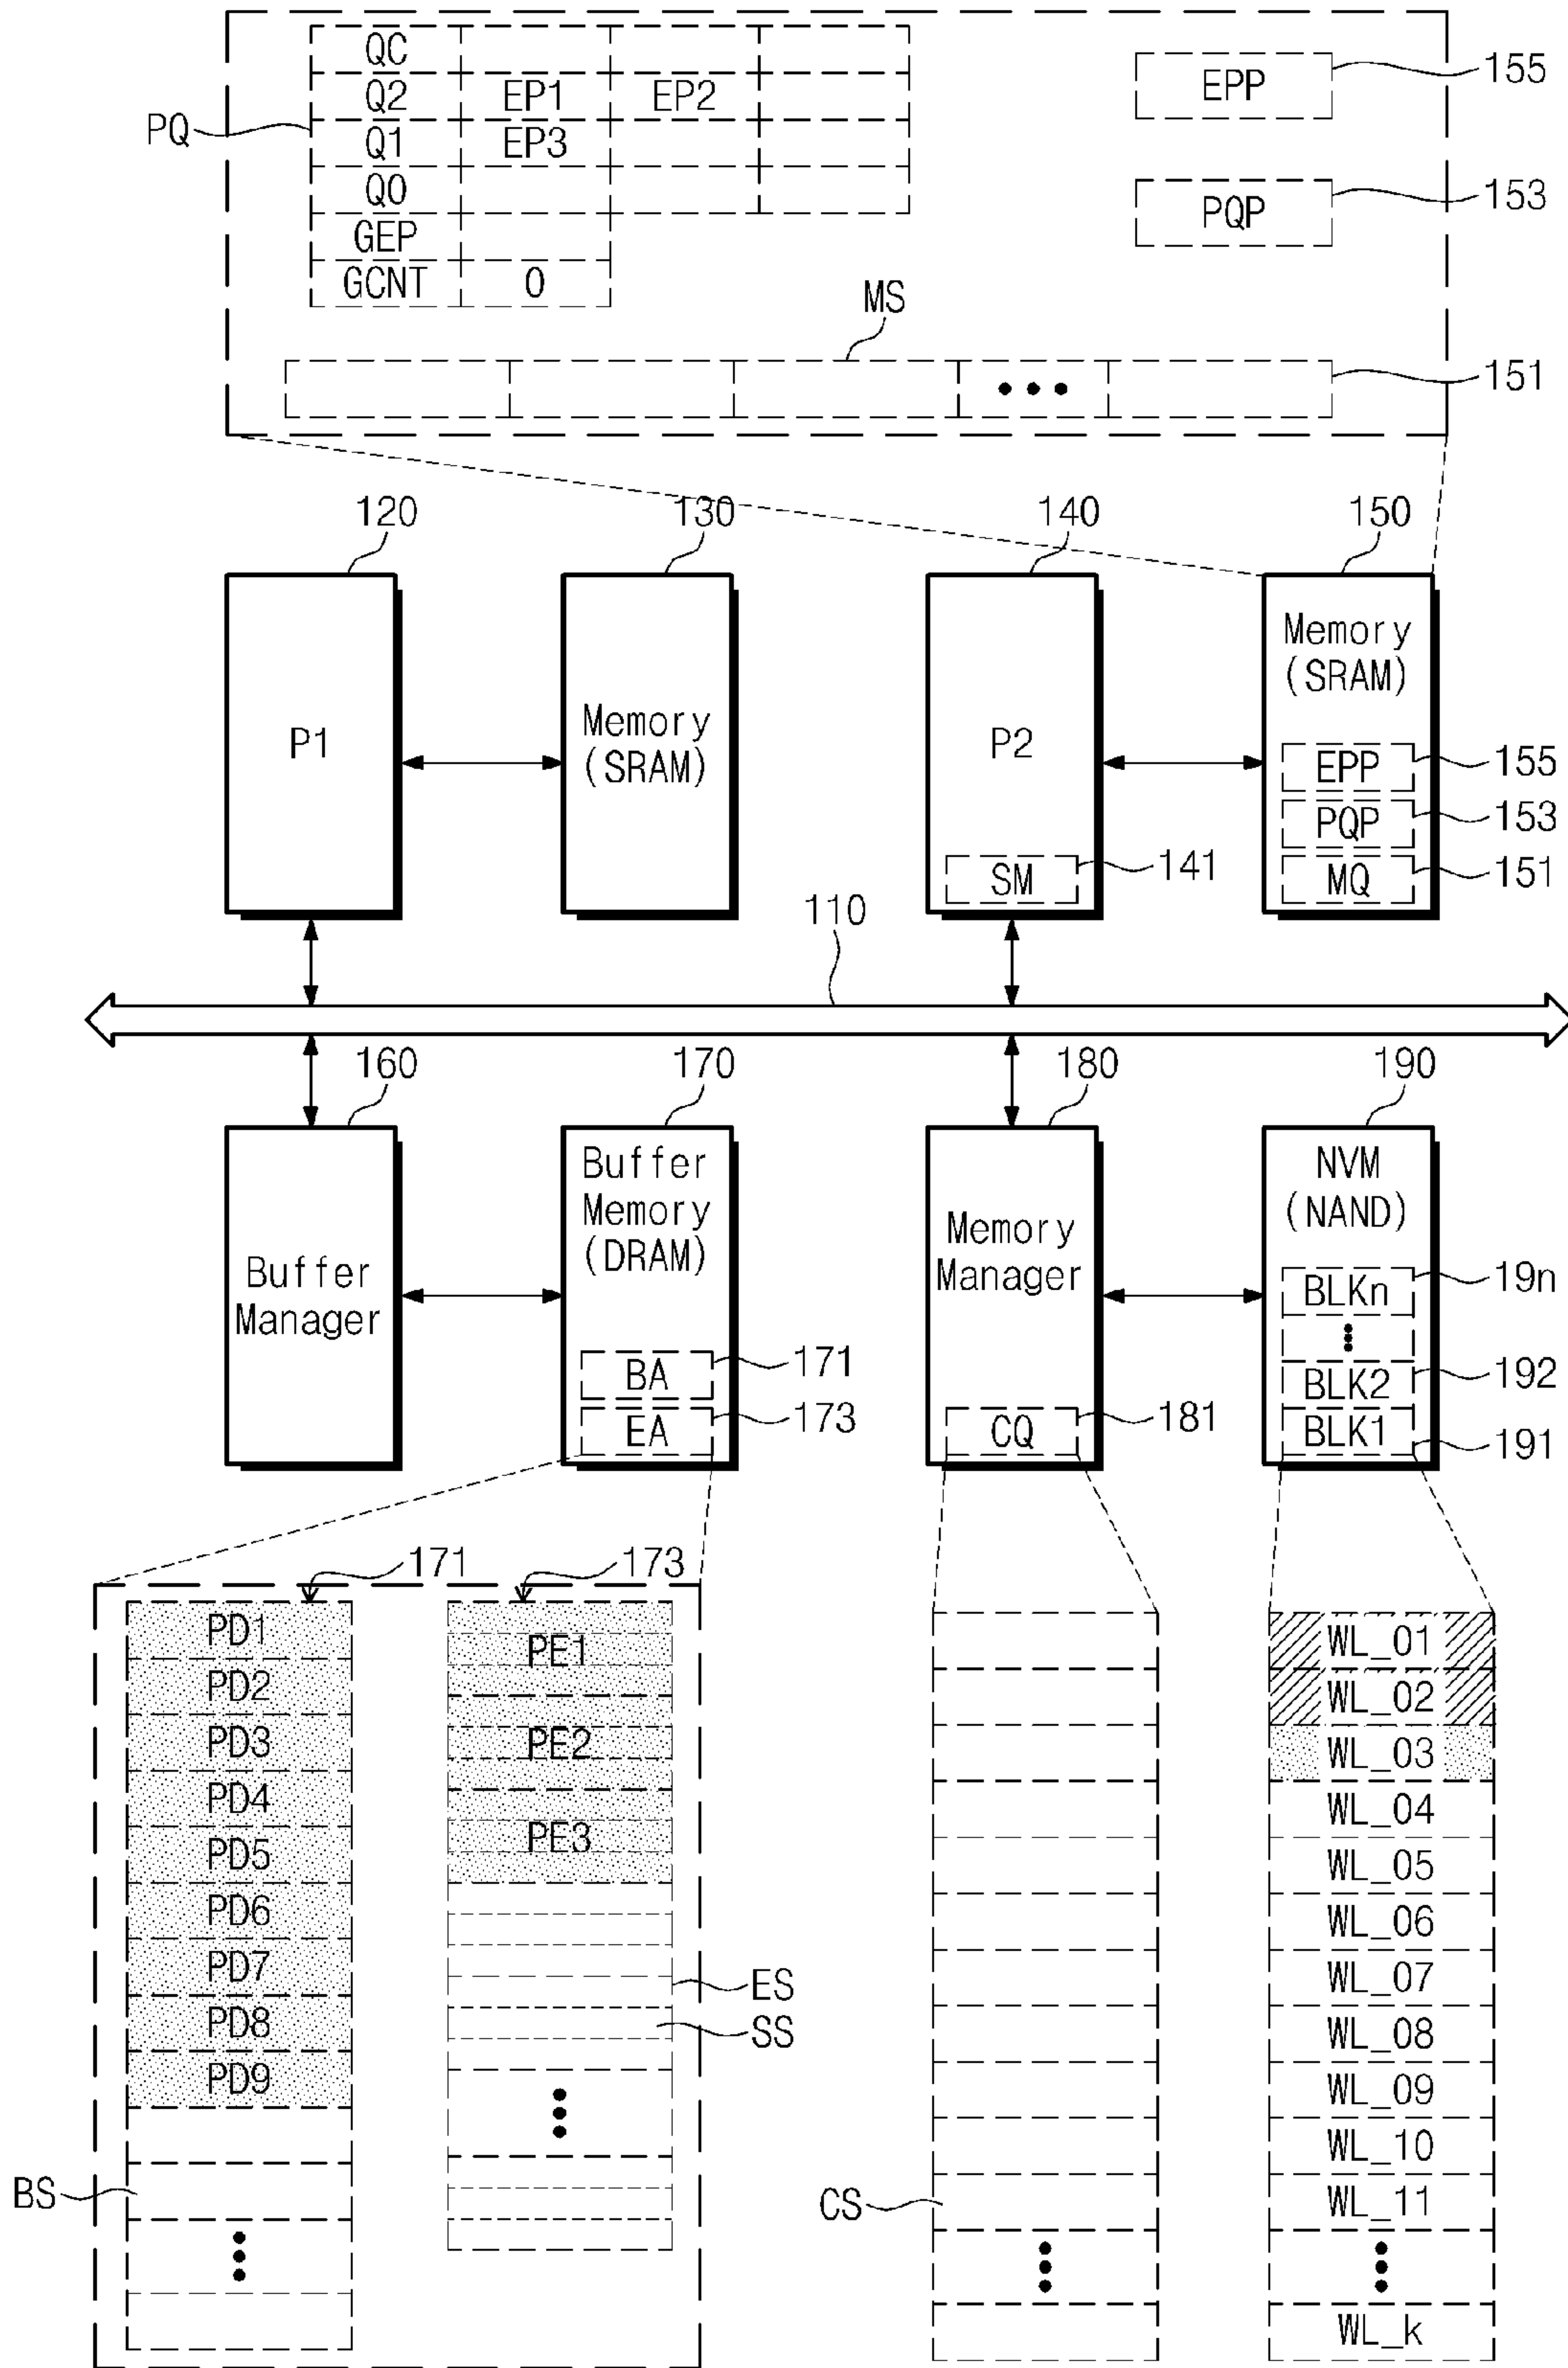 QC
Q2 EP1 EP2
Q1 EP3
Q0
GEP
GCNT 0
PQ
EPP 155
PQP 153
MS
151
120 130 140 150
P1
Memory
(SRAM)
P2
SM 141
Memory
(SRAM)
EPP 155
PQP 153
MQ 151
110
160 170 180 190
Buffer
Manager
Buffer
Memory
(DRAM)
BA 171
EA 173
Memory
Manager
CQ 181
NVM
(NAND)
BLKn 19n
BLK2 192
BLK1 191
171
PD1
PD2
PD3
PD4
PD5
PD6
PD7
PD8
PD9
BS
173
PE1
PE2
PE3
ES
SS
CS
WL_01
WL_02
WL_03
WL_04
WL_05
WL_06
WL_07
WL_08
WL_09
WL_10
WL_11
WL_k